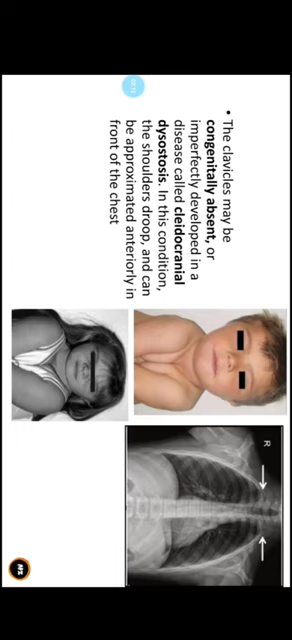 • The clavicles may be
congenitally absent, or
imperfectly developed in a
disease called cleidocranial
dysostosis. In this condition,
the shoulders droop, and can
be approximated anteriorly in
front of the chest
R